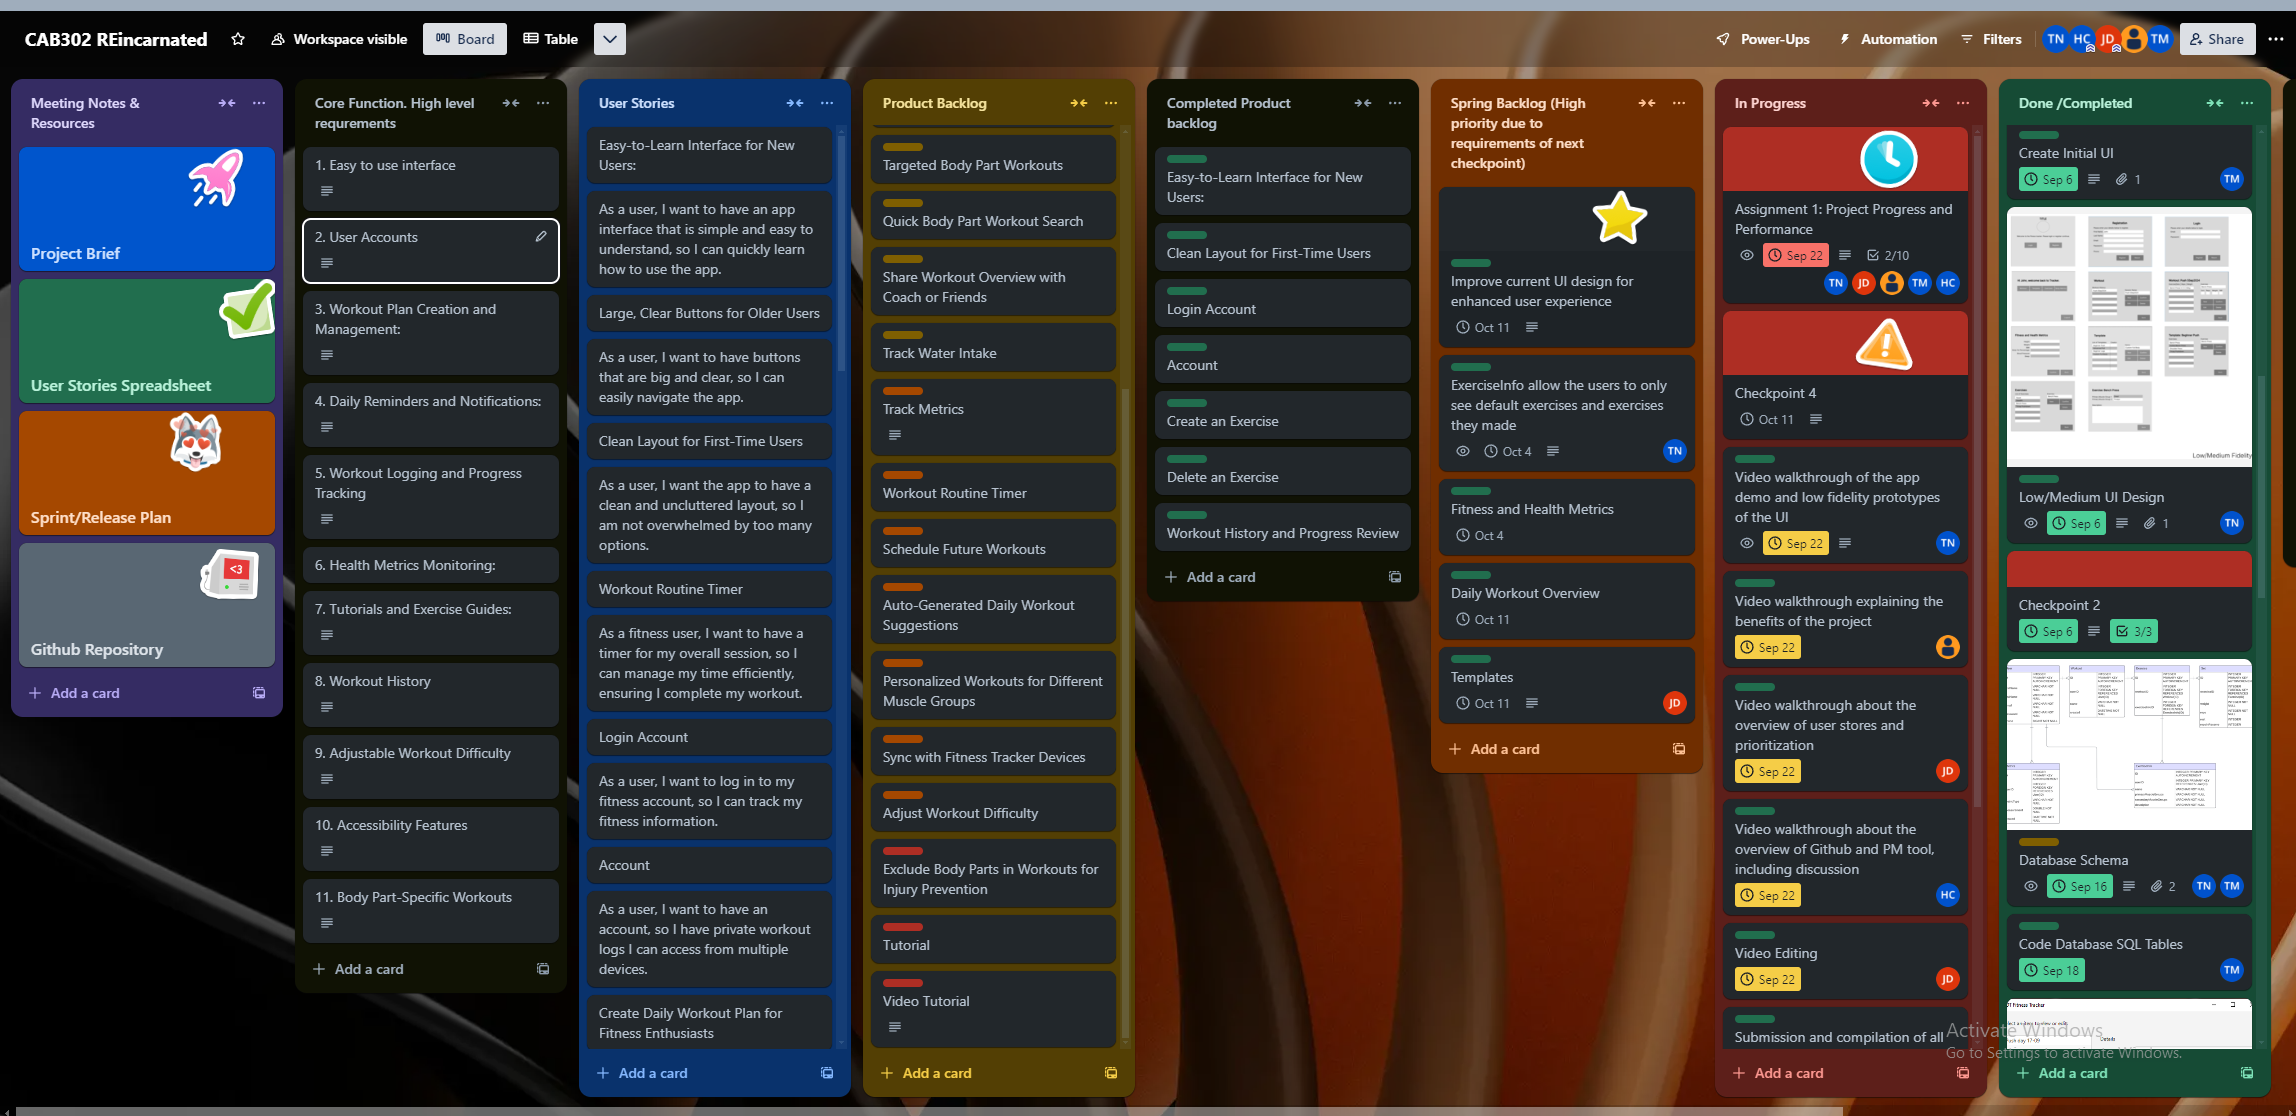 CAB302 REincarnated
Workspace visible
Board
Table
Power-Ups
Automation
Filters
TN
HC
JD
TM
Share
Meeting Notes &
Resources
Project Brief
User Stories Spreadsheet
Sprint/Release Plan
<3
Github Repository
Add a card
Core Function. High level
requrements
1. Easy to use interface
2. User Accounts
3. Workout Plan Creation and
Management:
4. Daily Reminders and Notifications:
5. Workout Logging and Progress
Tracking
6. Health Metrics Monitoring:
7. Tutorials and Exercise Guides:
8. Workout History
9. Adjustable Workout Difficulty
10. Accessibility Features
11. Body Part-Specific Workouts
Add a card
User Stories
Easy-to-Learn Interface for New
Users:
As a user, I want to have an app
interface that is simple and easy to
understand, so I can quickly learn
how to use the app.
Large, Clear Buttons for Older Users
As a user, I want to have buttons
that are big and clear, so I can
easily navigate the app.
Clean Layout for First-Time Users
As a user, I want the app to have a
clean and uncluttered layout, so I
am not overwhelmed by too many
options.
Workout Routine Timer
As a fitness user, I want to have a
timer for my overall session, so I
can manage my time efficiently,
ensuring I complete my workout.
Login Account
As a user, I want to log in to my
fitness account, so I can track my
fitness information.
Account
As a user, I want to have an
account, so I have private workout
logs I can access from multiple
devices.
Create Daily Workout Plan for
Fitness Enthusiasts
Add a card
Product Backlog
Targeted Body Part Workouts
Quick Body Part Workout Search
Share Workout Overview with
Coach or Friends
Track Water Intake
Track Metrics
Workout Routine Timer
Schedule Future Workouts
Auto-Generated Daily Workout
Suggestions
Personalized Workouts for Different
Muscle Groups
Sync with Fitness Tracker Devices
Adjust Workout Difficulty
Exclude Body Parts in Workouts for
Injury Prevention
Tutorial
Video Tutorial
Add a card
Completed Product
backlog
Easy-to-Learn Interface for New
Users:
Clean Layout for First-Time Users
Login Account
Account
Create an Exercise
Delete an Exercise
Workout History and Progress Review
Add a card
Spring Backlog (High
priority due to
requirements of next
checkpoint)
Improve current UI design for
enhanced user experience
Oct 11
ExerciseInfo allow the users to only
see default exercises and exercises
they made
Oct 4
TN
Fitness and Health Metrics
Oct 4
Daily Workout Overview
Oct 11
Templates
Oct 11
JD
Add a card
In Progress
Assignment 1: Project Progress and
Performance
Sep 22
2/10
TN
JD
TM
HC
Checkpoint 4
Oct 11
Video walkthrough of the app
demo and low fidelity prototypes
of the UI
Sep 22
TN
Video walkthrough explaining the
benefits of the project
Sep 22
Video walkthrough about the
overview of user stores and
prioritization
Sep 22
JD
Video walkthrough about the
overview of Github and PM tool,
including discussion
Sep 22
HC
Video Editing
Sep 22
JD
Submission and compilation of all
Add a card
Done /Completed
Create Initial UI
Sep 6
1
TM
Low/Medium Fidelity
Low/Medium UI Design
Sep 6
1
TN
Checkpoint 2
Sep 6
3/3
Database Schema
Sep 16
2
TN
TM
Code Database SQL Tables
Sep 18
TM
Fitness Tracker
Details
Add a card
Activate Windows
Go to Settings to activate Windows.